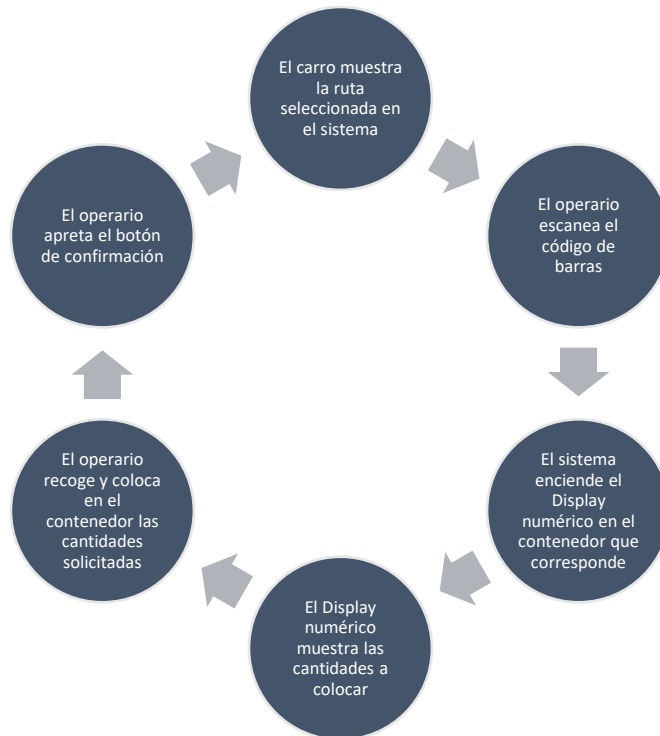 El carro muestra
la ruta
seleccionada en
el sistema
El operario
escanea el
código de
barras
El sistema
enciende el
Display
numérico en el
contenedor que
corresponde
El Display
numérico
muestra las
cantidades a
colocar
El operario
recoge y coloca
en el
contenedor las
cantidades
solicitadas
El operario
apreta el botón
de confirmación